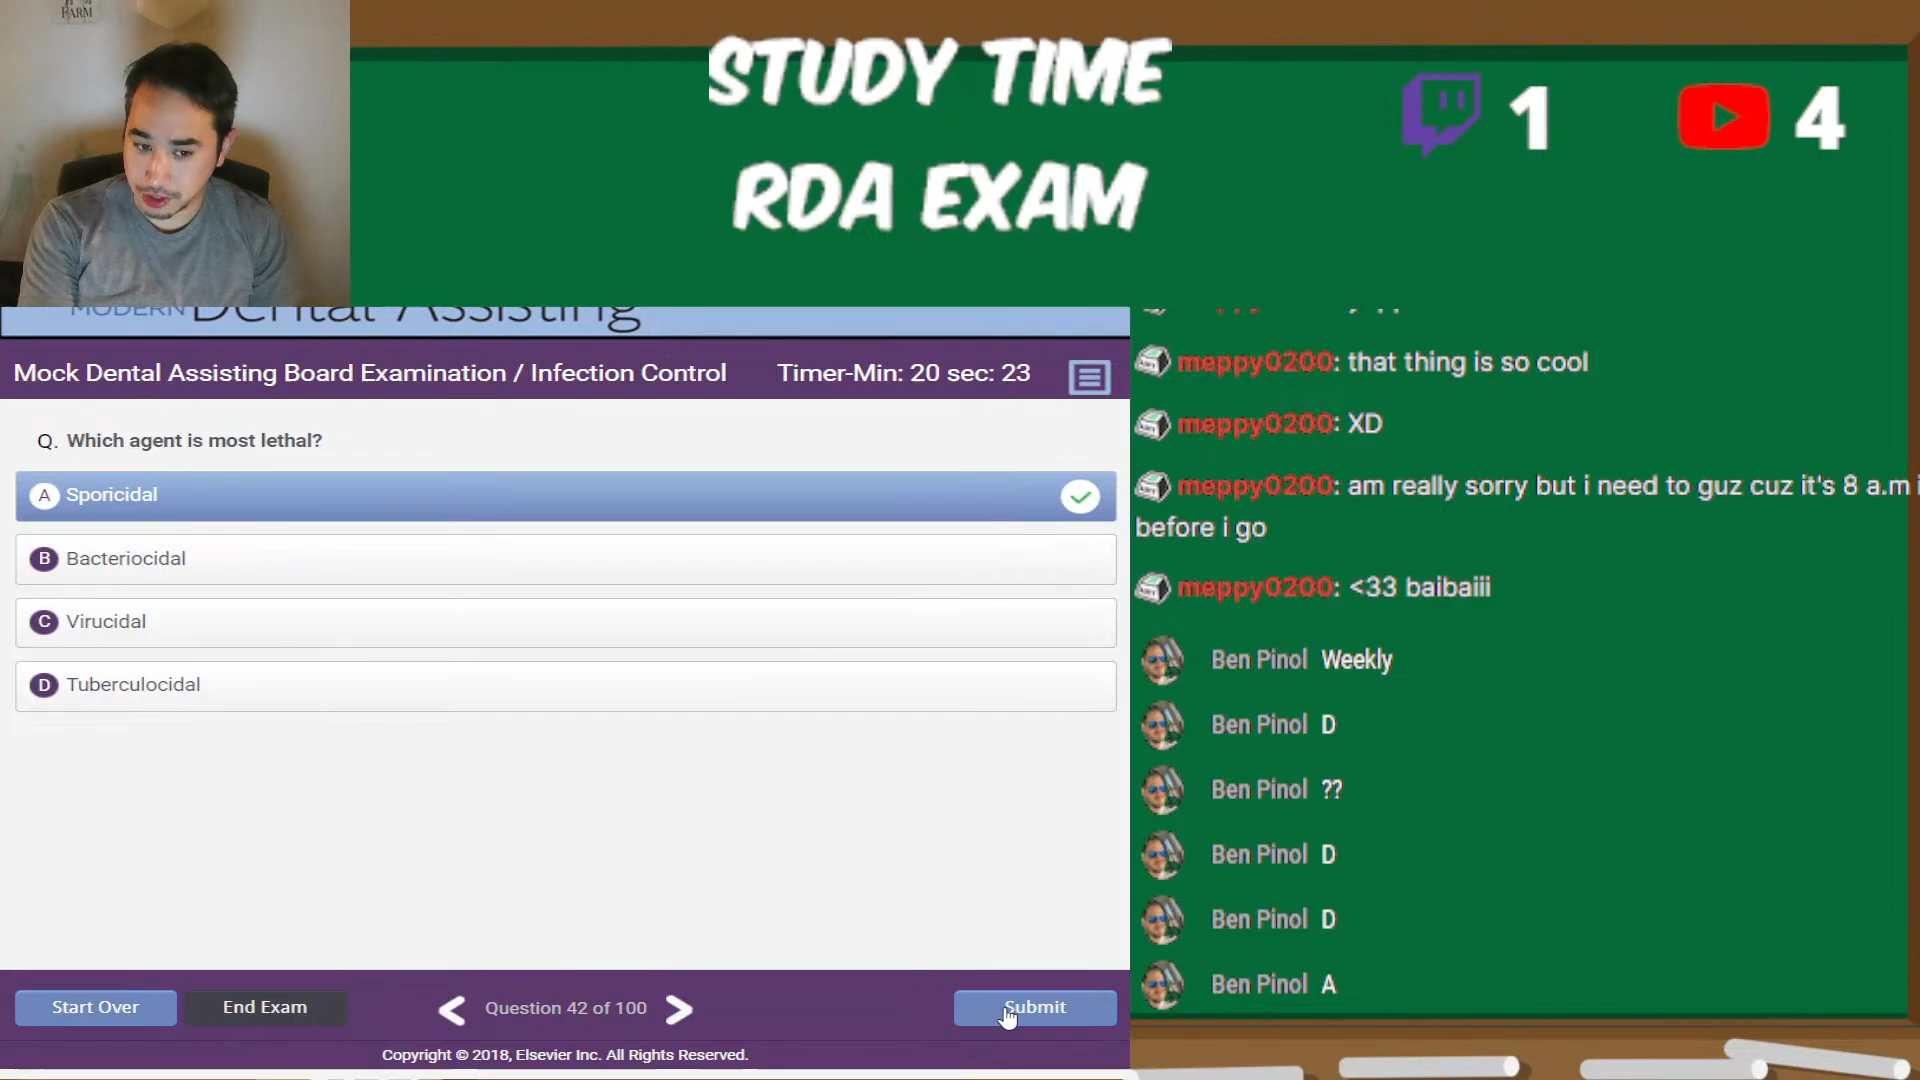 FARM
STUDY TIME
RDA EXAM
1
4
MODERN Dental Assisting
Mock Dental Assisting Board Examination / Infection Control
Timer-Min: 20 sec: 23
Q. Which agent is most lethal?
A Sporicidal
B Bacteriocidal
C Virucidal
D Tuberculocidal
Start Over
End Exam
Question 42 of 100
Submit
Copyright © 2018, Elsevier Inc. All Rights Reserved.
meppy0200: that thing is so cool
meppy0200: XD
meppy0200: am really sorry but i need to guz cuz it's 8 a.m
before i go
meppy0200: <33 baibaiii
Ben Pinol Weekly
Ben Pinol D
Ben Pinol ??
Ben Pinol D
Ben Pinol D
Ben Pinol A